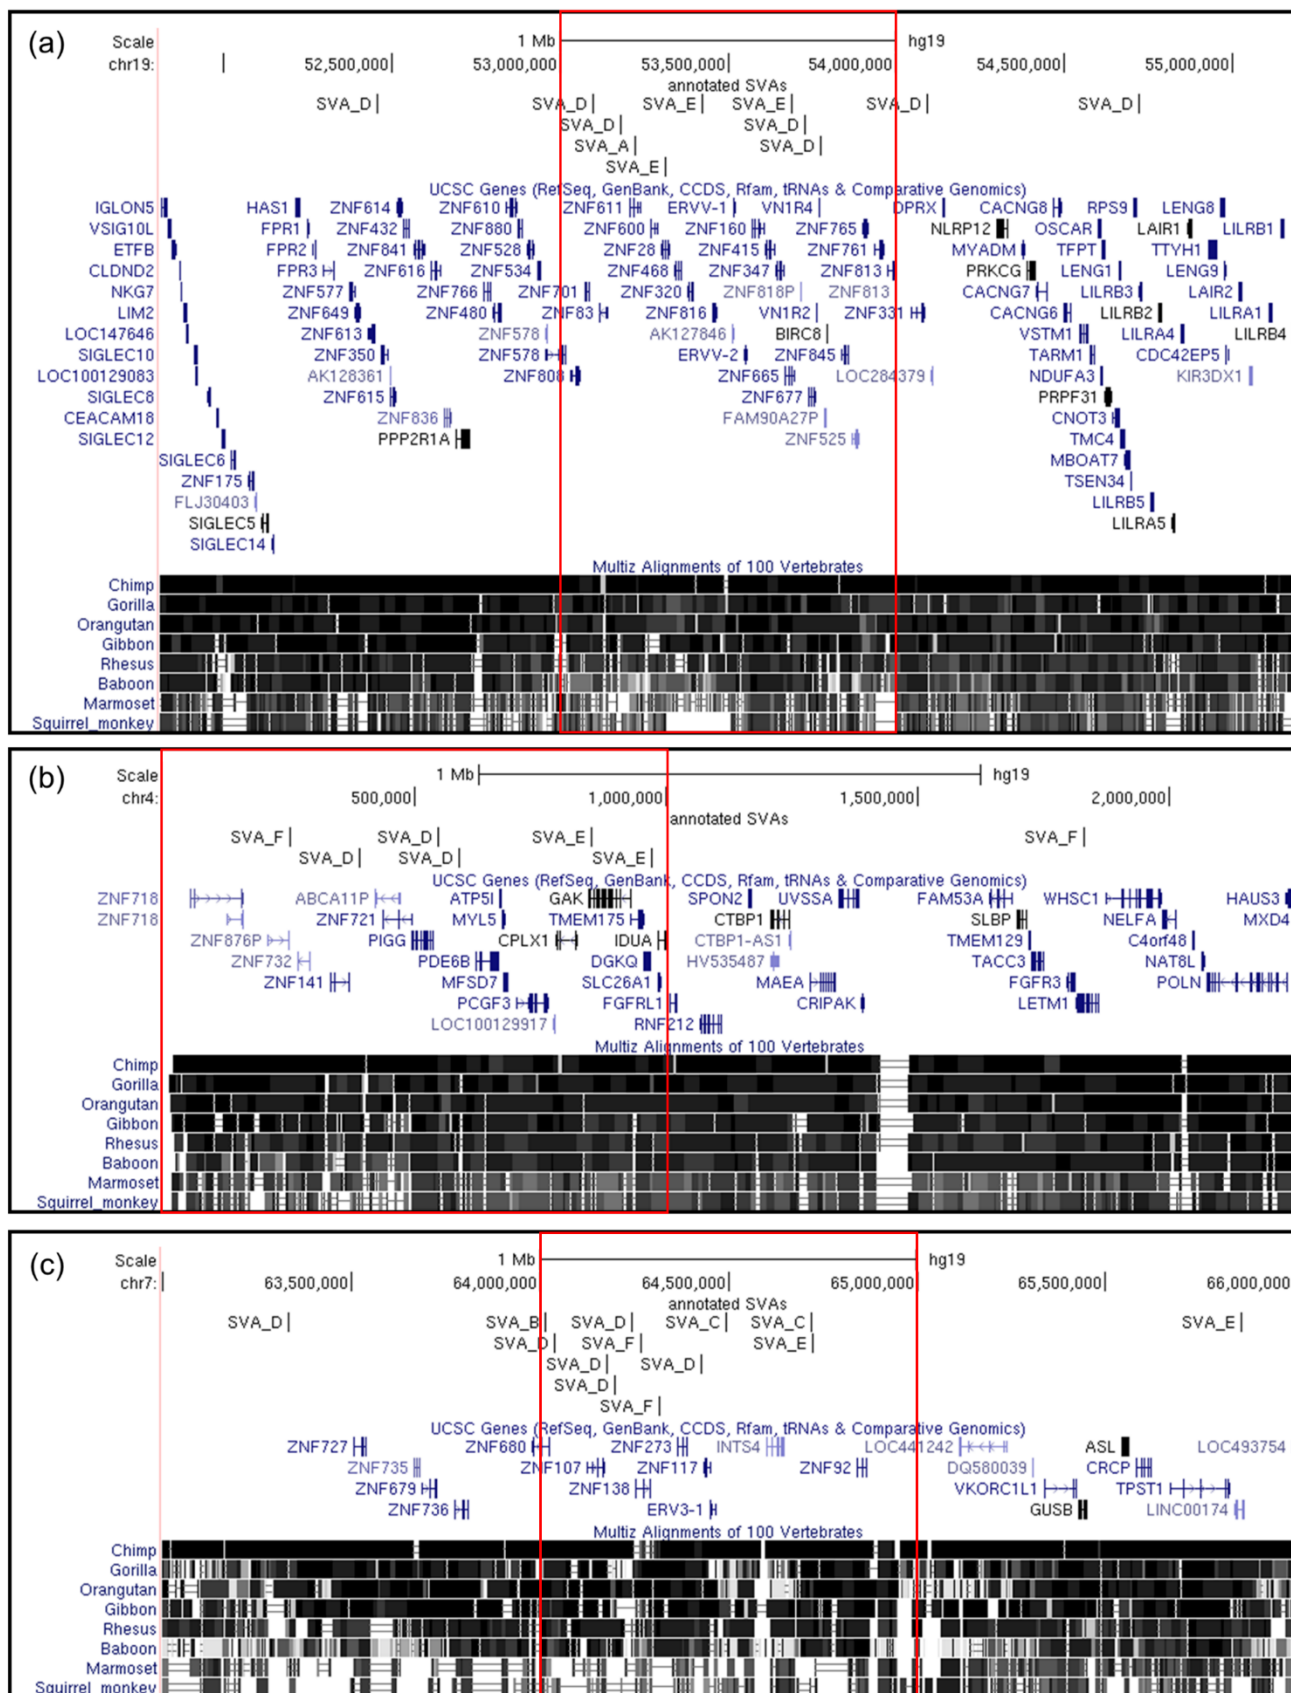 (a)
Scale 1 Mb hg19
chr19: 52,500,000 53,000,000 53,500,000 54,000,000 54,500,000 55,000,000
annotated SVAs
SVA_D SVA_D SVA_E SVA_E SVA_D SVA_D
SVA_D SVA_D
SVA_A SVA_D
SVA_E
UCSC Genes (RefSeq, GenBank, CCDS, Rfam, tRNAs & Comparative Genomics)
IGLON5 HAS1 ZNF614 ZNF610 ZNF611 ERVV-1 VN1R4 DPRX CACNG8 RPS9 LENG8
VSIG10L FPR1 ZNF432 ZNF880 ZNF600 ZNF160 ZNF765 NLRP12 OSCAR LAIR1 LILRB1
ETFB FPR2 ZNF841 ZNF528 ZNF28 ZNF415 ZNF761 MYADM TFPT TTYH1
CLDND2 FPR3 ZNF616 ZNF534 ZNF468 ZNF347 ZNF813 PRKCG LENG1 LENG9
NKG7 ZNF577 ZNF766 ZNF701 ZNF320 ZNF818P ZNF813 CACNG7 LILRB3 LAIR2
LIM2 ZNF649 ZNF480 ZNF83 ZNF816 VN1R2 ZNF331 CACNG6 LILRB2 LILRA1
LOC147646 ZNF613 ZNF578 AK127846 BIRC8 VSTM1 LILRA4 LILRB4
SIGLEC10 ZNF350 ZNF578 ERVV-2 ZNF845 TARM1 CDC42EP5
LOC100129083 AK128361 ZNF808 ZNF665 LOC284379 NDUFA3 KIR3DX1
SIGLEC8 ZNF615 ZNF677 PRPF31
CEACAM18 ZNF836 FAM90A27P CNOT3
SIGLEC12 PPP2R1A ZNF525 TMC4
SIGLEC6 MBOAT7
ZNF175 TSEN34
FLJ30403 LILRB5
SIGLEC5 LILRA5
SIGLEC14
Multiz Alignments of 100 Vertebrates
Chimp
Gorilla
Orangutan
Gibbon
Rhesus
Baboon
Marmoset
Squirrel_monkey
(b)
Scale 1 Mb hg19
chr4: 500,000 1,000,000 1,500,000 2,000,000
annotated SVAs
SVA_F SVA_D SVA_E SVA_F
SVA_D SVA_D SVA_E
UCSC Genes (RefSeq, GenBank, CCDS, Rfam, tRNAs & Comparative Genomics)
ZNF718 ABCA11P ATP5I GAK SPON2 UVSSA FAM53A WHSC1 HAUS3
ZNF718 ZNF721 MYL5 TMEM175 CTBP1 SLBP NELFA MXD4
ZNF876P PIGG CPLX1 IDUA CTBP1-AS1 TMEM129 C4orf48
ZNF732 PDE6B DGKQ HV535487 TACC3 NAT8L
ZNF141 MFSD7 SLC26A1 MAEA FGFR3 POLN
PCGF3 FGFRL1 CRIPAK LETM1
LOC100129917 RNF212
Multiz Alignments of 100 Vertebrates
Chimp
Gorilla
Orangutan
Gibbon
Rhesus
Baboon
Marmoset
Squirrel_monkey
(c)
Scale 1 Mb hg19
chr7: 63,500,000 64,000,000 64,500,000 65,000,000 65,500,000 66,000,000
annotated SVAs
SVA_D SVA_B SVA_D SVA_C SVA_C SVA_E
SVA_D SVA_F SVA_E
SVA_D SVA_D
SVA_D
SVA_F
UCSC Genes (RefSeq, GenBank, CCDS, Rfam, tRNAs & Comparative Genomics)
ZNF727 ZNF680 ZNF273 INTS4 LOC441242 ASL LOC493754
ZNF735 ZNF107 ZNF117 ZNF92 DQ580039 CRCP
ZNF679 ZNF138 VKORC1L1 TPST1
ZNF736 ERV3-1 GUSB LINC00174
Multiz Alignments of 100 Vertebrates
Chimp
Gorilla
Orangutan
Gibbon
Rhesus
Baboon
Marmoset
Squirrel_monkey